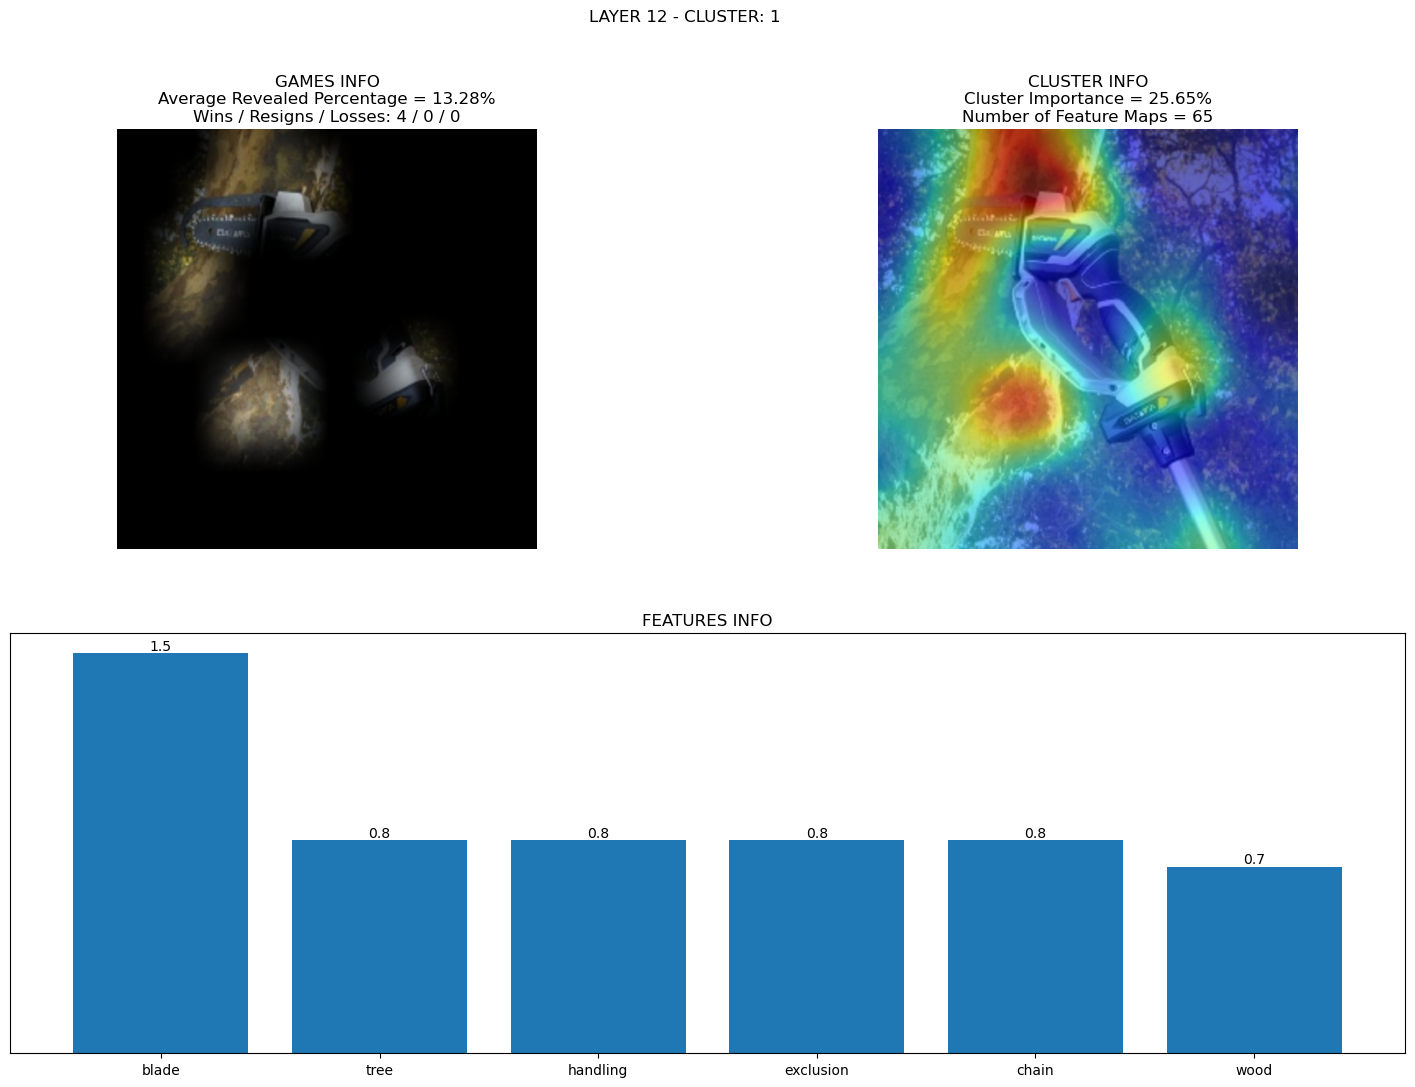 LAYER 12 - CLUSTER: 1
GAMES INFO
Average Revealed Percentage = 13.28%
Wins / Resigns / Losses: 4 / 0 / 0
CLUSTER INFO
Cluster Importance = 25.65%
Number of Feature Maps = 65
FEATURES INFO
1.5
0.8
0.8
0.8
0.8
0.7
blade
tree
handling
exclusion
chain
wood